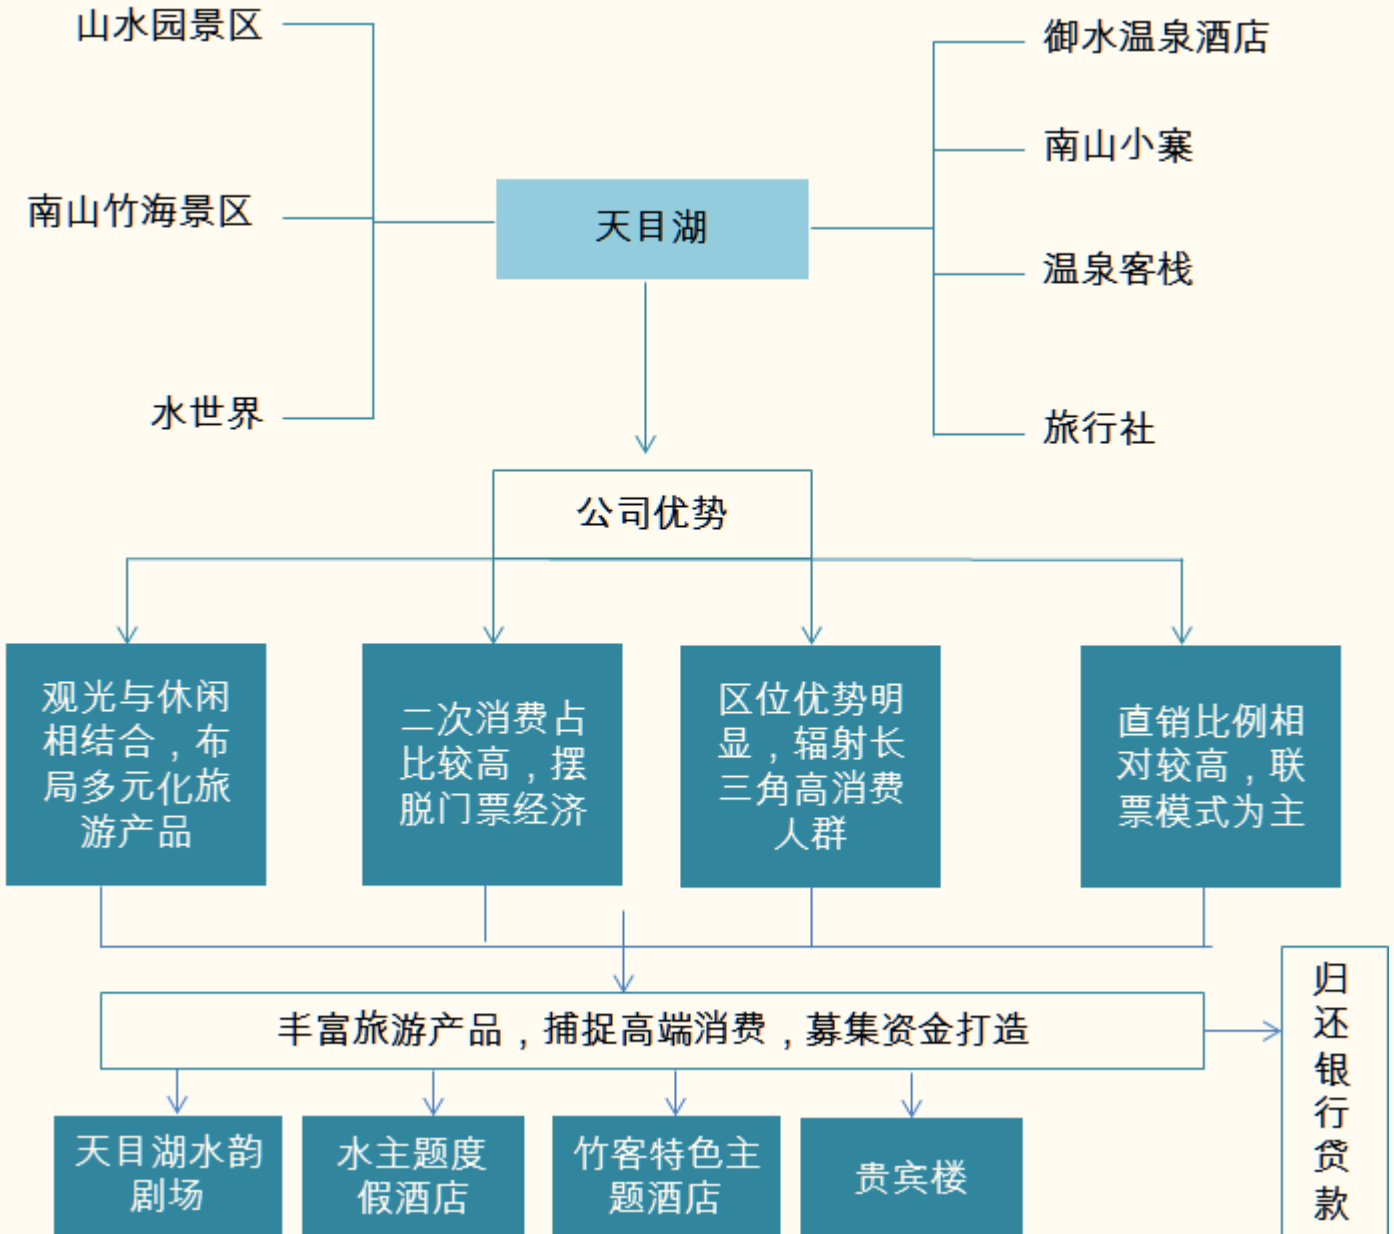 山水园景区
御水温泉酒店
南山小寨
南山竹海景区
天目湖
温泉客栈
水世界
旅行社
公司优势
观光与休闲
相结合，布
局多元化旅
游产品
二次消费占
比较高，摆
脱门票经济
区位优势明
显，辐射长
三角高消费
人群
直销比例相
对较高，联
票模式为主
丰富旅游产品，捕捉高端消费，募集资金打造
归
还
银
行
贷
款
天目湖水韵
剧场
水主题度
假酒店
竹客特色主
题酒店
贵宾楼